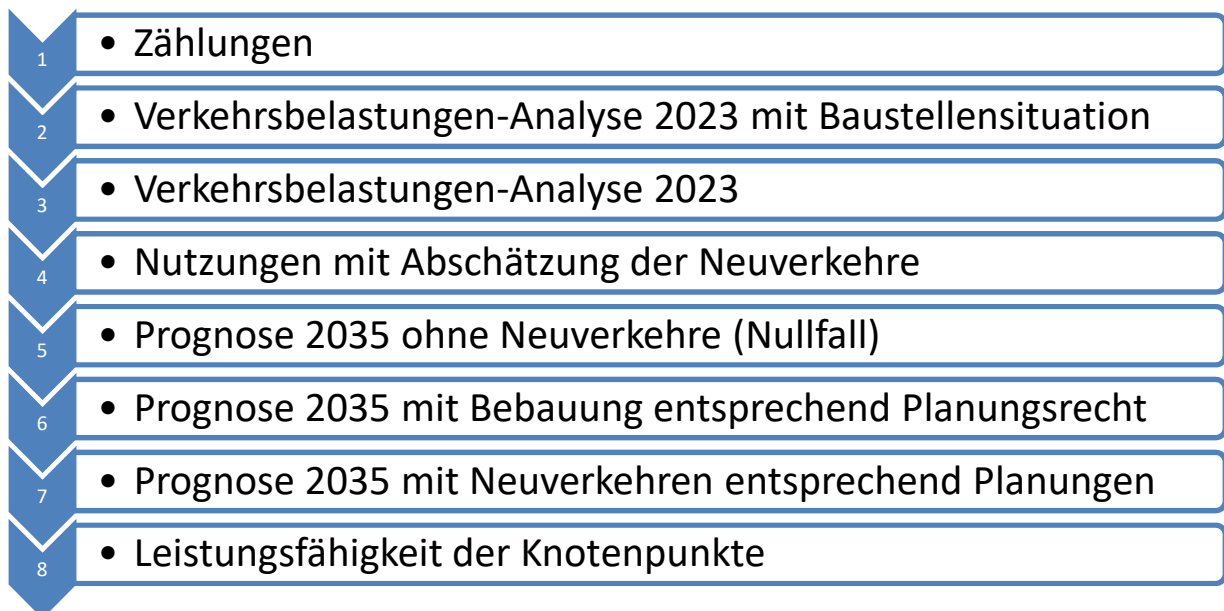 1 • Zählungen
2 • Verkehrsbelastungen-Analyse 2023 mit Baustellensituation
3 • Verkehrsbelastungen-Analyse 2023
4 • Nutzungen mit Abschätzung der Neuverkehre
5 • Prognose 2035 ohne Neuverkehre (Nullfall)
6 • Prognose 2035 mit Bebauung entsprechend Planungsrecht
7 • Prognose 2035 mit Neuverkehren entsprechend Planungen
8 • Leistungsfähigkeit der Knotenpunkte